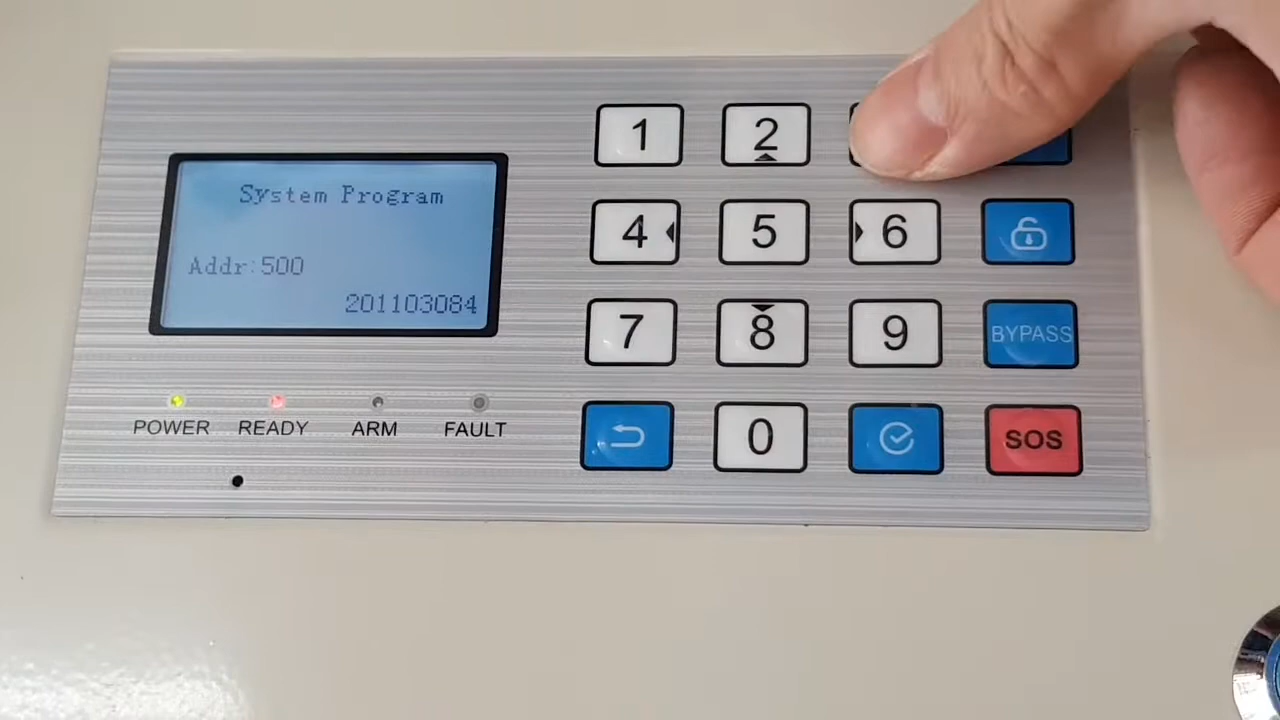 System Program
Addr:500
201103084
POWER READY ARM FAULT
1 2
4 5 6
7 8 9 BYPASS
0 SOS